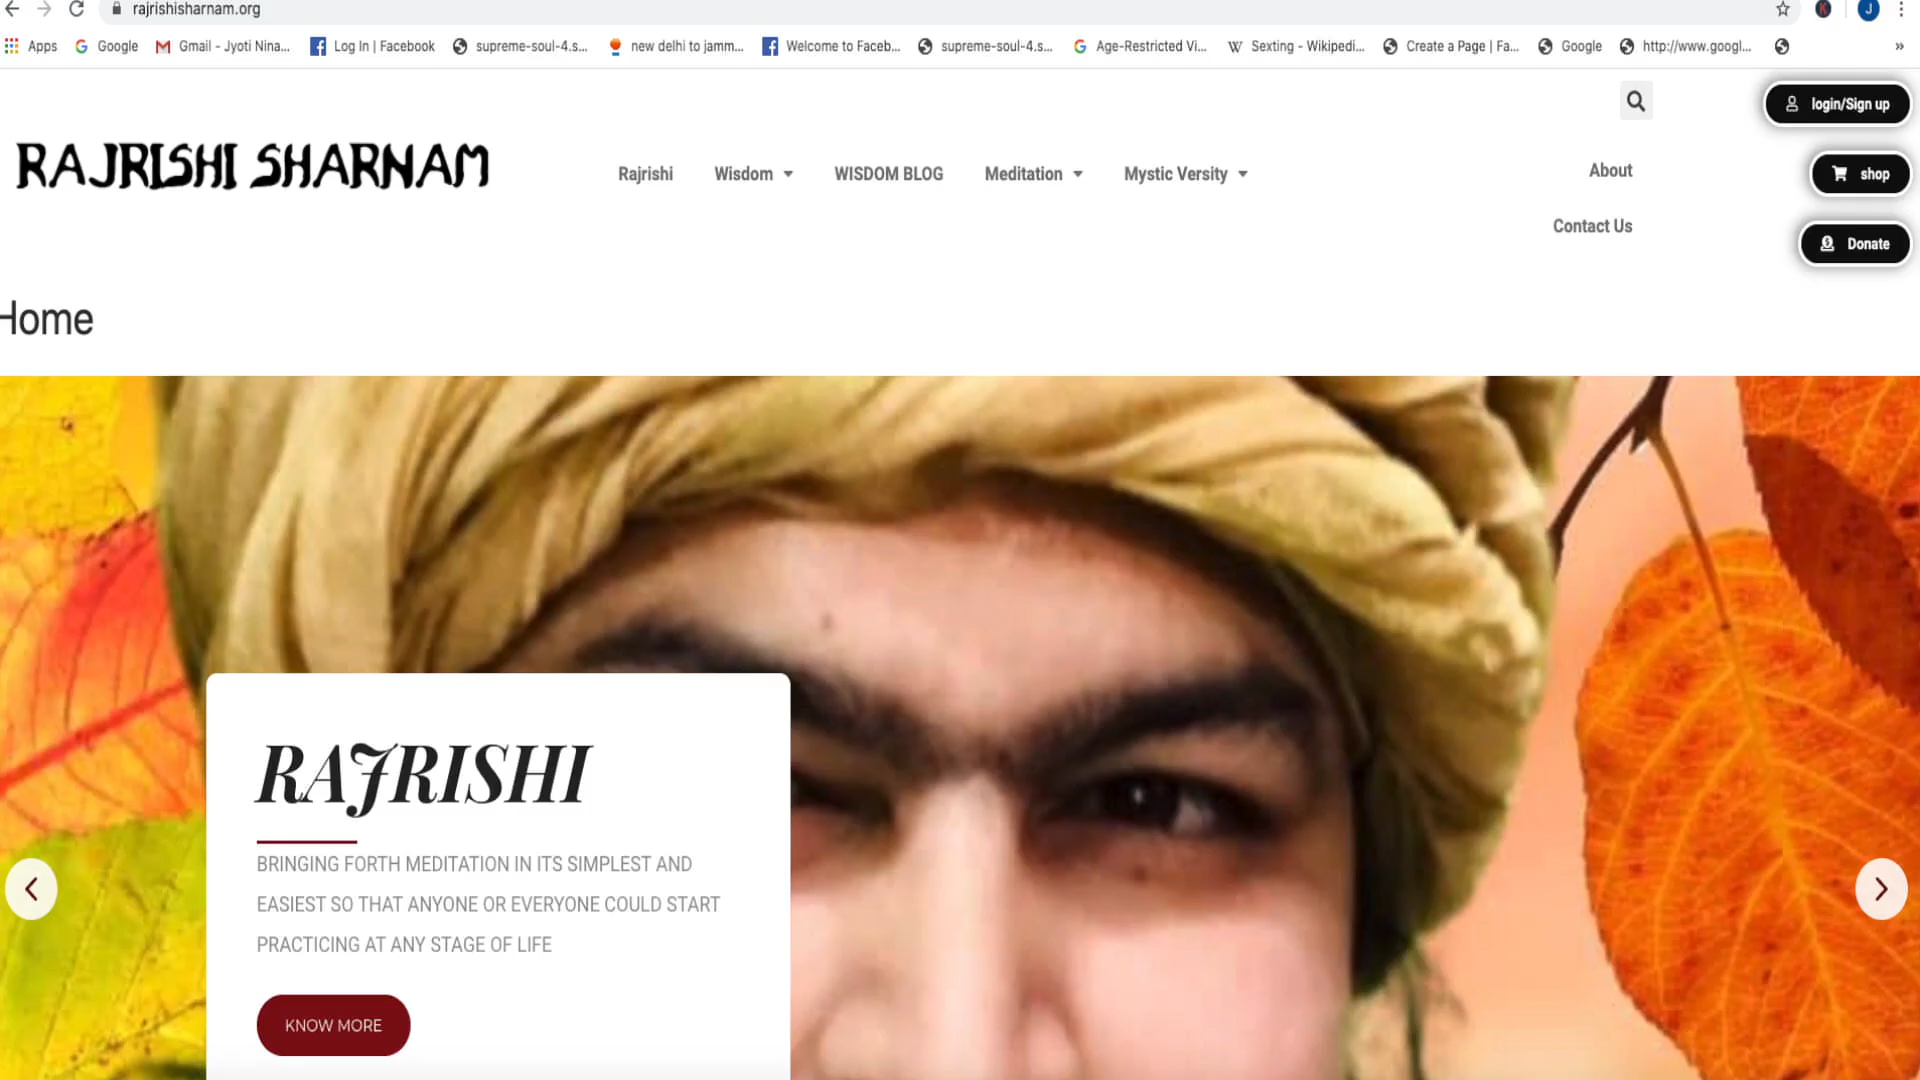 rajrishisharnam.org
Apps Google Gmail - Jyoti Nina... Log In | Facebook supreme-soul-4.s... new delhi to jamm... Welcome to Faceb... supreme-soul-4.s... Age-Restricted Vi... Sexting - Wikipedi... Create a Page | Fa... Google http://www.googl... »
K
J
login/Sign up
RAJRISHI SHARNAM
Rajrishi Wisdom WISDOM BLOG Meditation Mystic Versity About
shop
Contact Us
Donate
Home
RAJRISHI
BRINGING FORTH MEDITATION IN ITS SIMPLEST AND
EASIEST SO THAT ANYONE OR EVERYONE COULD START
PRACTICING AT ANY STAGE OF LIFE
KNOW MORE